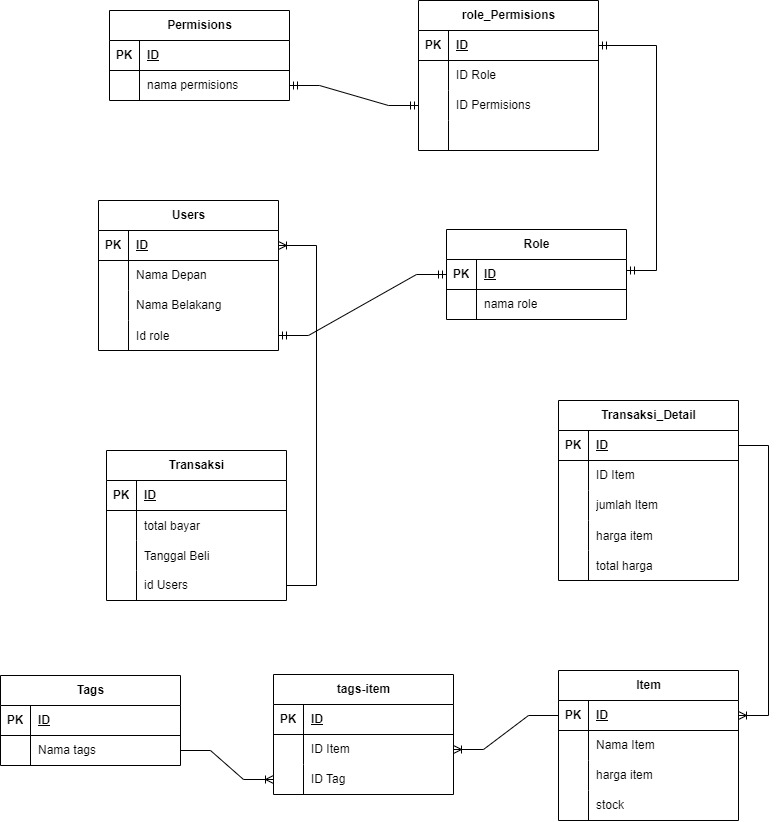 Permisions
PK ID
nama permisions
role_Permisions
PK ID
ID Role
ID Permisions
Users
PK ID
Nama Depan
Nama Belakang
Id role
Role
PK ID
nama role
Transaksi
PK ID
total bayar
Tanggal Beli
id Users
Transaksi_Detail
PK ID
ID Item
jumlah Item
harga item
total harga
Tags
PK ID
Nama tags
tags-item
PK ID
ID Item
ID Tag
Item
PK ID
Nama Item
harga item
stock